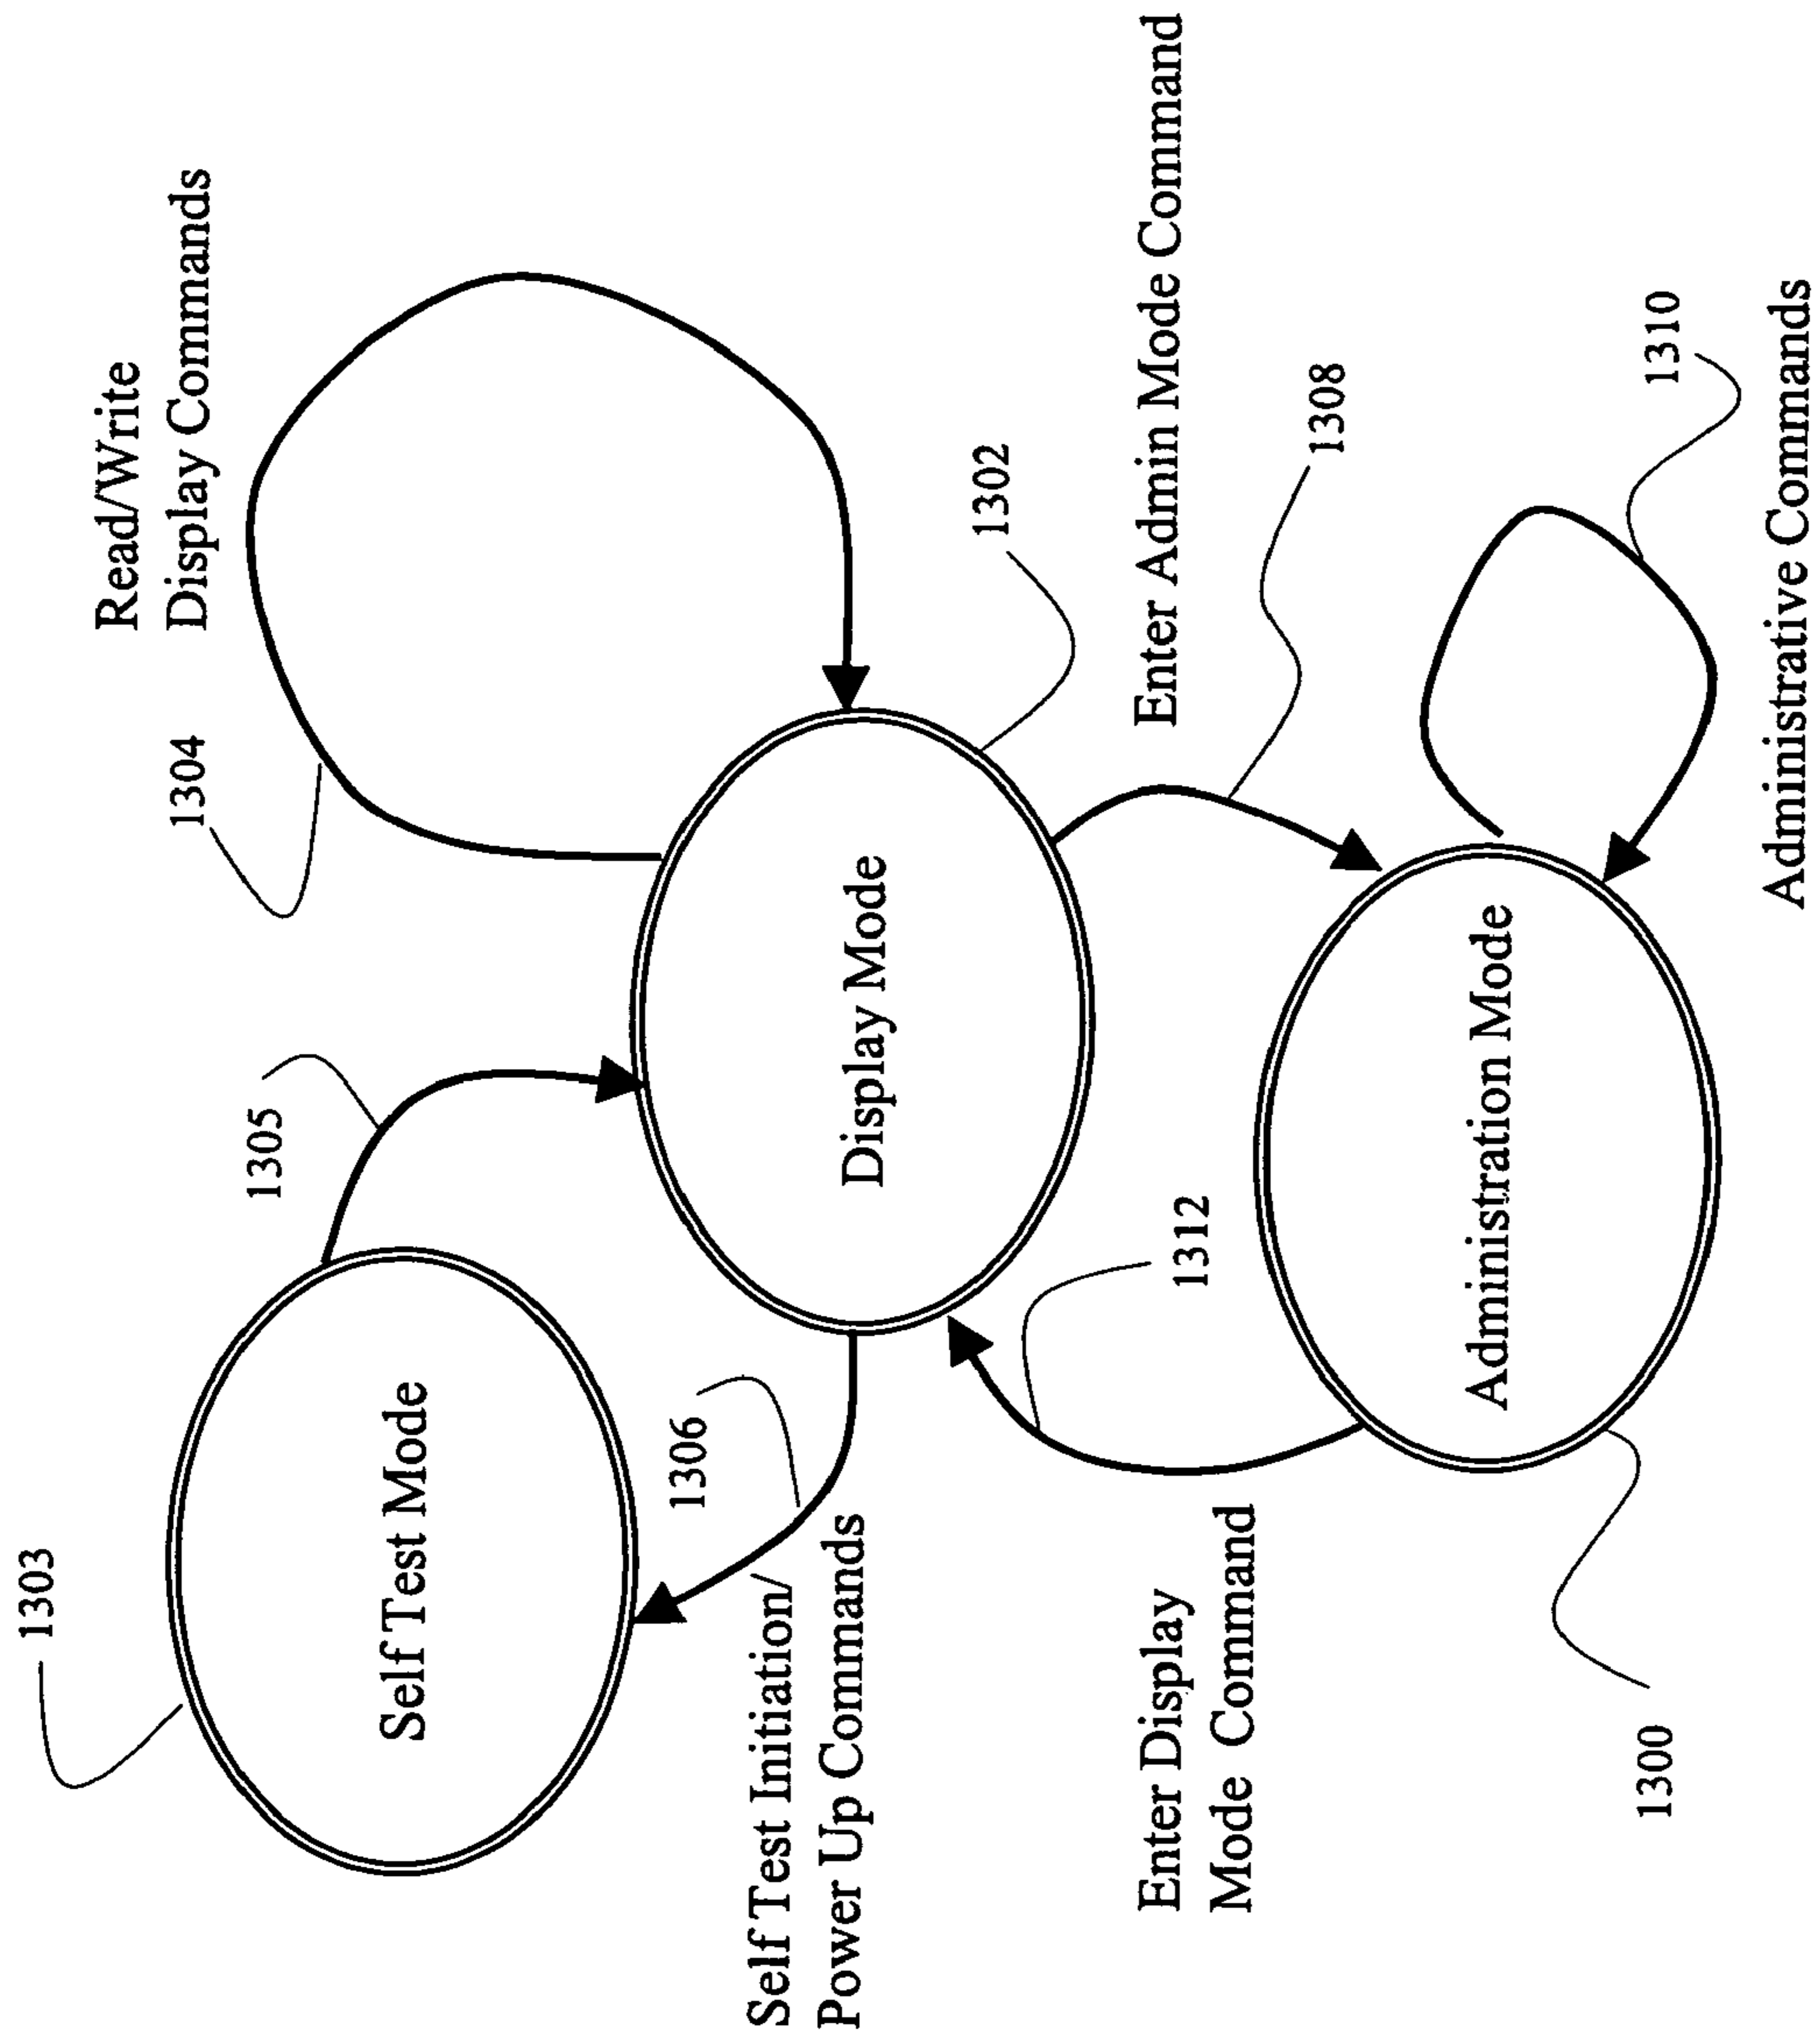 1303
Self Test Mode
1305
1304
Read/Write
Display Commands
Self Test Initiation/
Power Up Commands
1306
Display Mode
1302
Enter Display
Mode Command
1312
Enter Admin Mode Command
1308
1300
Administration Mode
1310
Administrative Commands